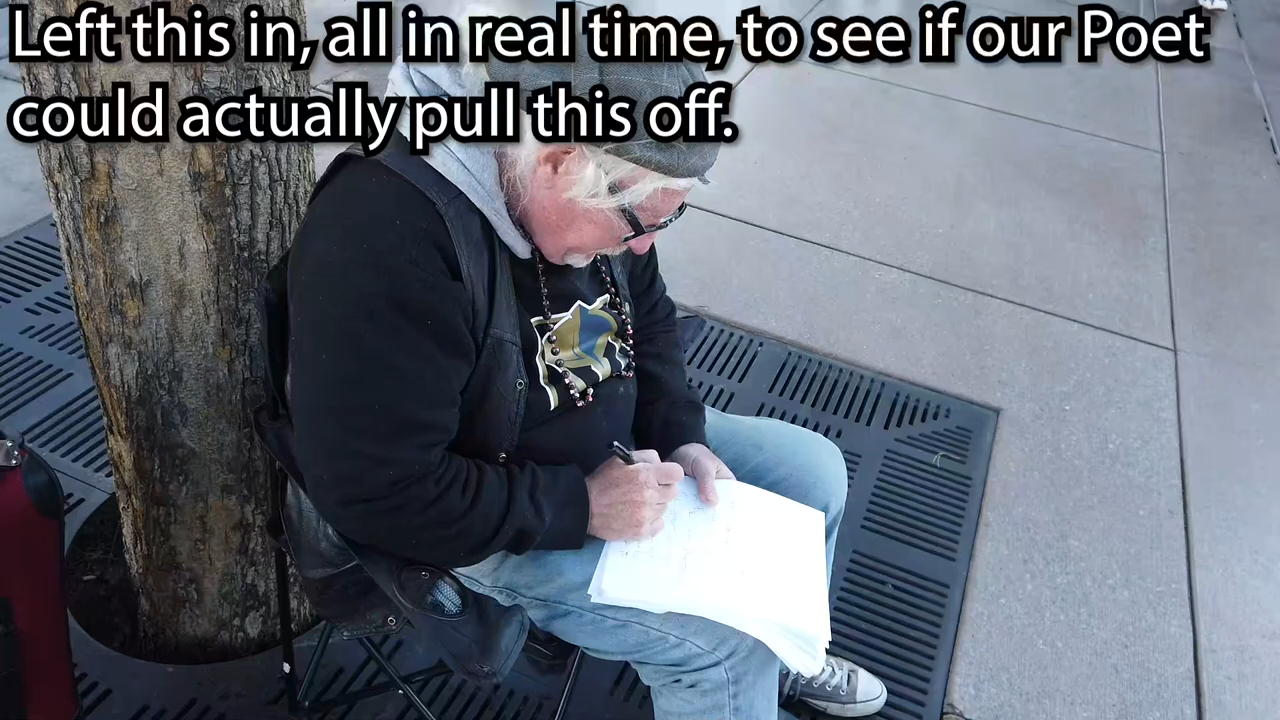 Left this in, all in real time, to see if our Poet
could actually pull this off.